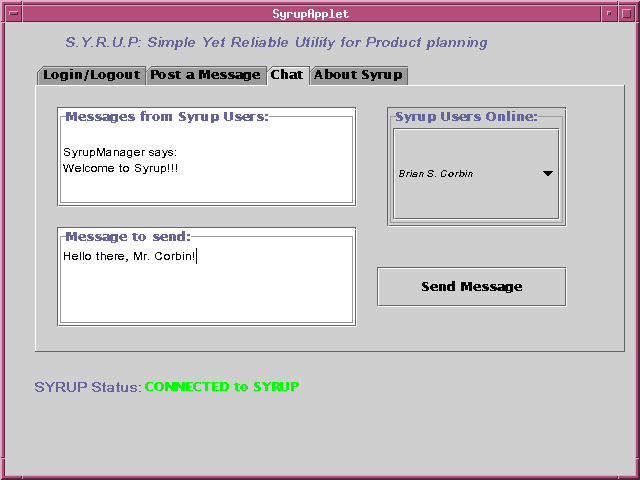 SyrupApplet
S.Y.R.U.P: Simple Yet Reliable Utility for Product planning
Login/Logout Post a Message Chat About Syrup
Messages from Syrup Users:
SyrupManager says:
Welcome to Syrup!!!
Syrup Users Online:
Brian S. Corbin
Message to send:
Hello there, Mr. Corbin!
Send Message
SYRUP Status: CONNECTED to SYRUP